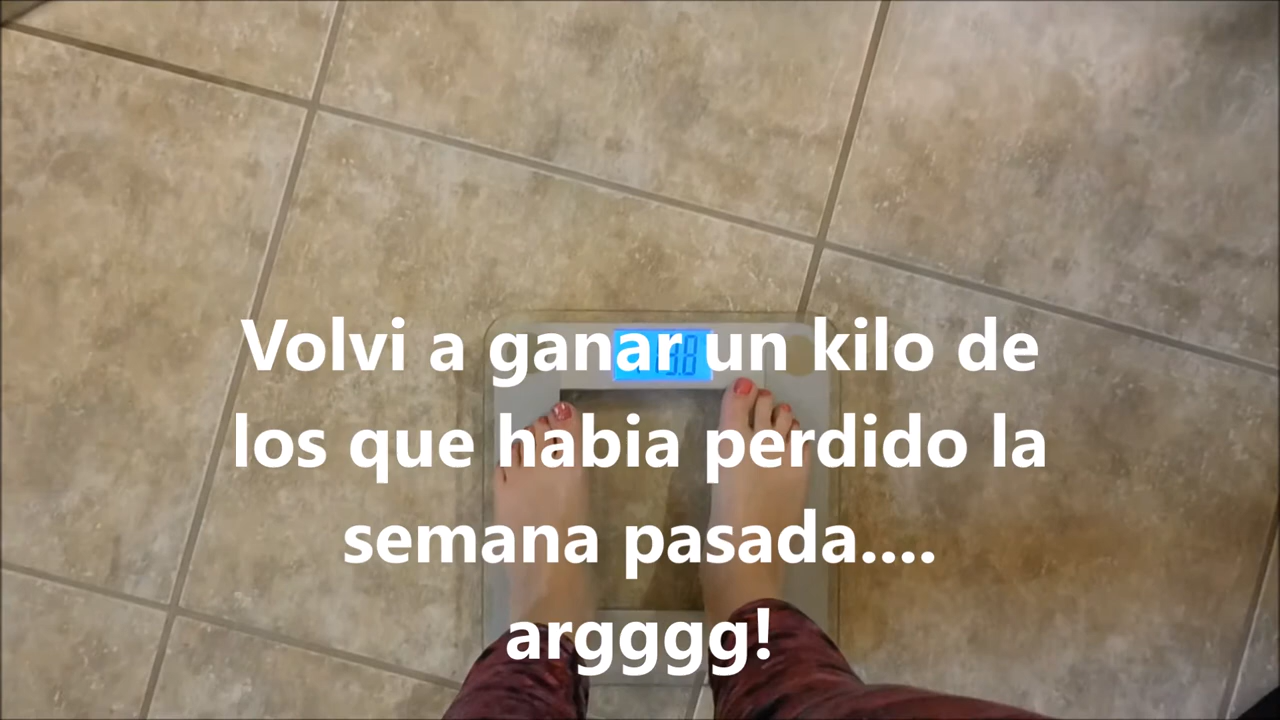 Volvi a ganar un kilo de
los que habia perdido la
semana pasada....
argggg!